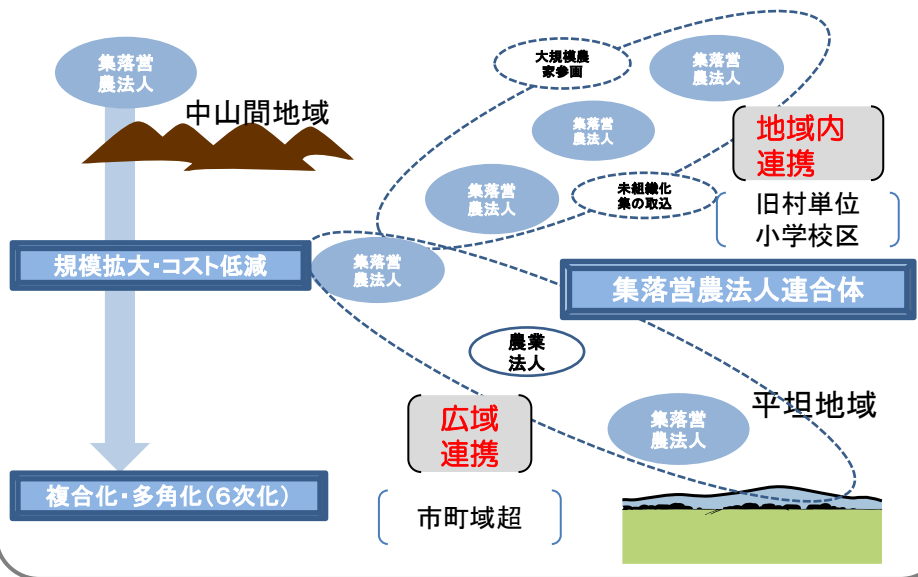 集落営
農法人
中山間地域
大規模農
家参画
集落営
農法人
集落営
農法人
地域内
連携
集落営
農法人
未組織化
集の取込
旧村単位
小学校区
規模拡大・コスト低減
集落営
農法人
集落営農法人連合体
農業
法人
広域
連携
集落営
農法人
平坦地域
複合化・多角化(6次化)
市町域超